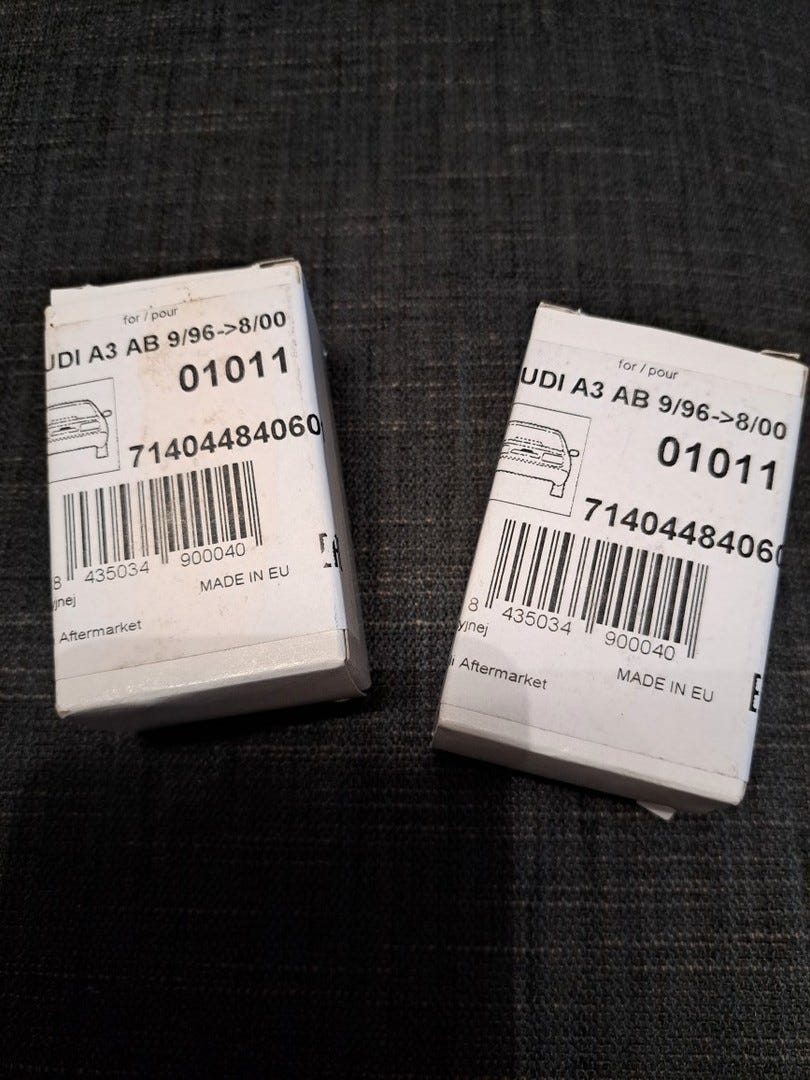 for / pour
UDI A3 AB 9/96->8/00
01011
71404484060
8 435034 900040
MADE IN EU
yjnej
Aftermarket
for / pour
UDI A3 AB 9/96->8/00
01011
71404484060
8 435034 900040
yjnej
MADE IN EU
Aftermarket